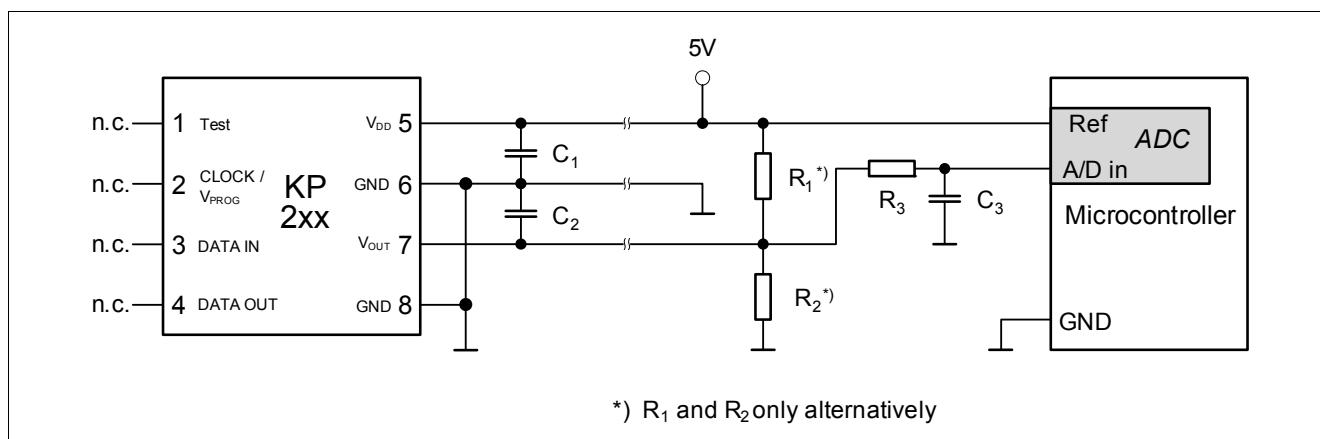 5V
n.c. 1 Test
n.c. 2 CLOCK / VPROG
n.c. 3 DATA IN
n.c. 4 DATA OUT
KP
2xx
VDD 5
GND 6
VOUT 7
GND 8
C1
C2
R1*)
R2*)
R3
C3
Ref
ADC
A/D in
Microcontroller
GND
*) R1 and R2 only alternatively